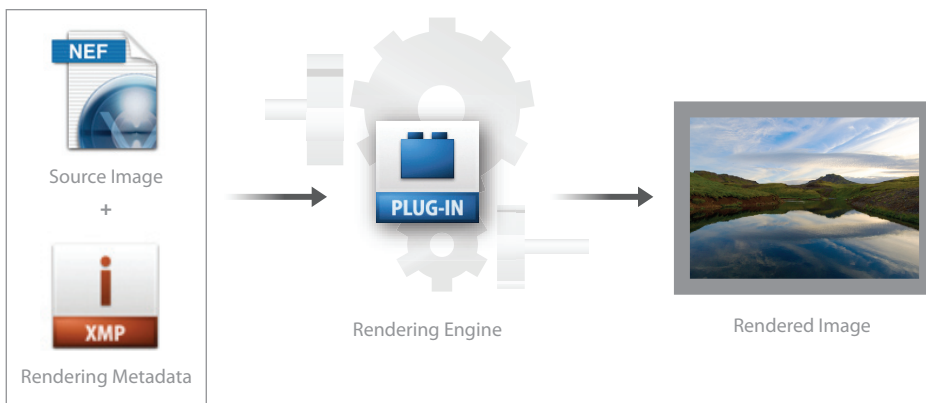 NEF
Source Image
+
XMP
Rendering Metadata
PLUG-IN
Rendering Engine
Rendered Image